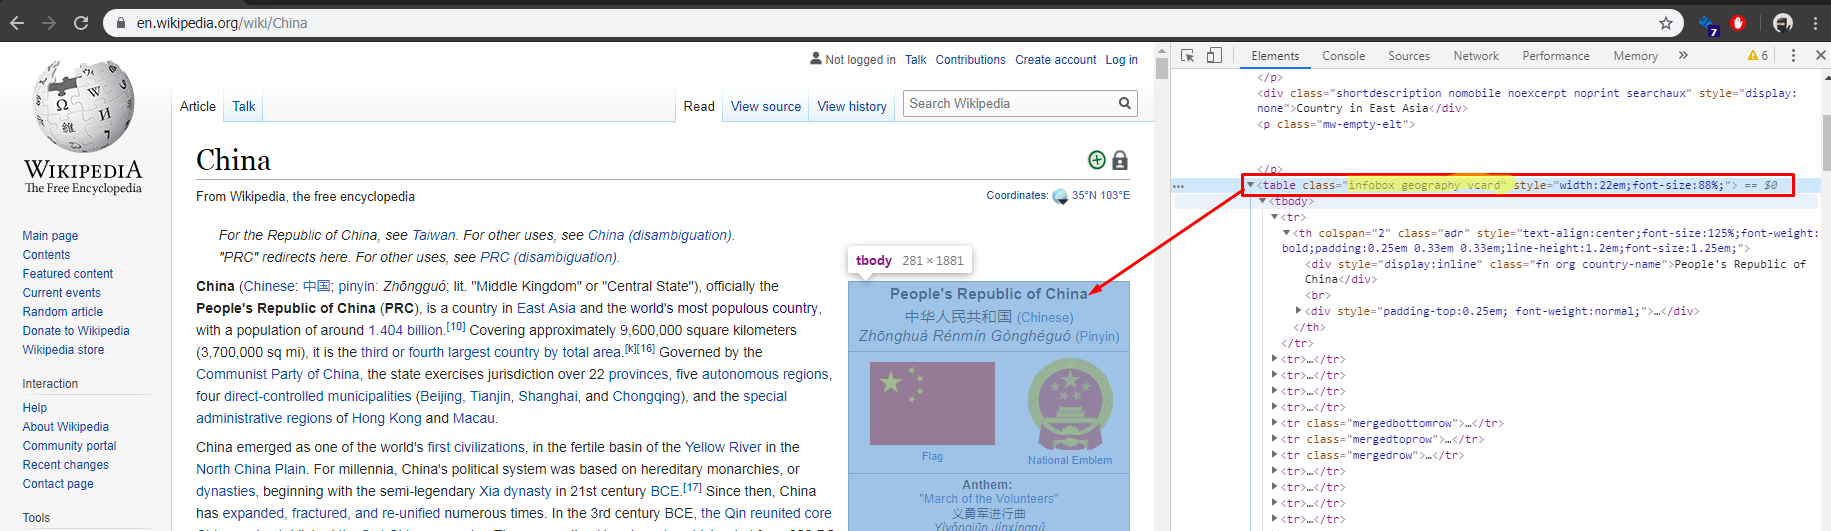 en.wikipedia.org/wiki/China
7
Not logged in Talk Contributions Create account Log in
Article Talk
Read View source View history
Search Wikipedia
WIKIPEDIA
The Free Encyclopedia
Main page
Contents
Featured content
Current events
Random article
Donate to Wikipedia
Wikipedia store
Interaction
Help
About Wikipedia
Community portal
Recent changes
Contact page
Tools
China
From Wikipedia, the free encyclopedia
Coordinates: 35°N 103°E
For the Republic of China, see Taiwan. For other uses, see China (disambiguation).
"PRC" redirects here. For other uses, see PRC (disambiguation).
China (Chinese: 中国; pinyin: Zhōngguó; lit. "Middle Kingdom" or "Central State"), officially the
People's Republic of China (PRC), is a country in East Asia and the world's most populous country,
with a population of around 1.404 billion.[10] Covering approximately 9,600,000 square kilometers
(3,700,000 sq mi), it is the third or fourth largest country by total area.[k][16] Governed by the
Communist Party of China, the state exercises jurisdiction over 22 provinces, five autonomous regions,
four direct-controlled municipalities (Beijing, Tianjin, Shanghai, and Chongqing), and the special
administrative regions of Hong Kong and Macau.
China emerged as one of the world's first civilizations, in the fertile basin of the Yellow River in the
North China Plain. For millennia, China's political system was based on hereditary monarchies, or
dynasties, beginning with the semi-legendary Xia dynasty in 21st century BCE.[17] Since then, China
has expanded, fractured, and re-unified numerous times. In the 3rd century BCE, the Qin reunited core
tbody 281 × 1881
People's Republic of China
中华人民共和国 (Chinese)
Zhōnghuá Rénmín Gònghéguó (Pinyin)
Flag
National Emblem
Anthem:
"March of the Volunteers"
义勇军进行曲
Yìyǒngjūn Jìnxíngqǔ
Elements Console Sources Network Performance Memory » 6
</p>
<div class="shortdescription nomobile noexcerpt noprint searchaux" style="display:
none">Country in East Asia</div>
<p class="mw-empty-elt">
</p>
… <table class="infobox geography vcard" style="width:22em;font-size:88%;"> == $0
<tbody>
<tr>
<th colspan="2" class="adr" style="text-align:center;font-size:125%;font-weight:
bold;padding:0.25em 0.33em 0.33em;line-height:1.2em;font-size:1.25em;">
<div style="display:inline" class="fn org country-name">People's Republic of
China</div>
<br>
<div style="padding-top:0.25em; font-weight:normal;">…</div>
</th>
</tr>
<tr>…</tr>
<tr>…</tr>
<tr>…</tr>
<tr>…</tr>
<tr class="mergedbottomrow">…</tr>
<tr class="mergedtoprow">…</tr>
<tr class="mergedrow">…</tr>
<tr>…</tr>
<tr>…</tr>
<tr>…</tr>
<tr>…</tr>